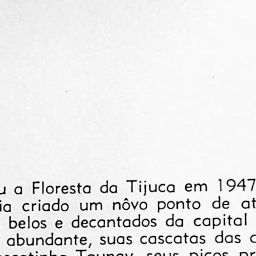 u a Floresta da Tijuca em 1947
ia criado um nôvo ponto de at
belos e decantados da capital
abundante, suas cascatas das c
Taunay, seus picos pr